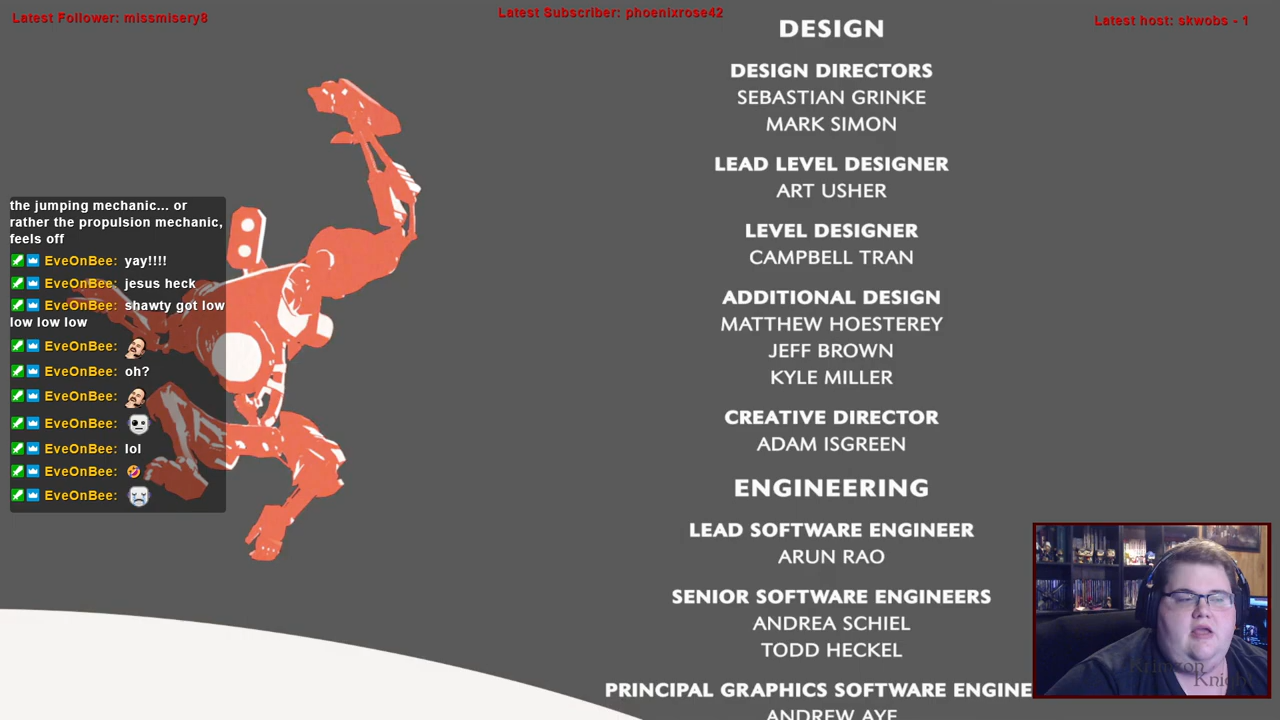 Latest Follower: missmisery8
Latest Subscriber: phoenixrose42
Latest host: skwobs - 1
the jumping mechanic... or
rather the propulsion mechanic,
feels off
EveOnBee: yay!!!!
EveOnBee: jesus heck
EveOnBee: shawty got low
low low low
EveOnBee:
EveOnBee: oh?
EveOnBee:
EveOnBee:
EveOnBee: lol
EveOnBee: 🤣
EveOnBee:
DESIGN
DESIGN DIRECTORS
SEBASTIAN GRINKE
MARK SIMON
LEAD LEVEL DESIGNER
ART USHER
LEVEL DESIGNER
CAMPBELL TRAN
ADDITIONAL DESIGN
MATTHEW HOESTEREY
JEFF BROWN
KYLE MILLER
CREATIVE DIRECTOR
ADAM ISGREEN
ENGINEERING
LEAD SOFTWARE ENGINEER
ARUN RAO
SENIOR SOFTWARE ENGINEERS
ANDREA SCHIEL
TODD HECKEL
PRINCIPAL GRAPHICS SOFTWARE ENGINE
ANDREW AYE
Krimzon
Knight